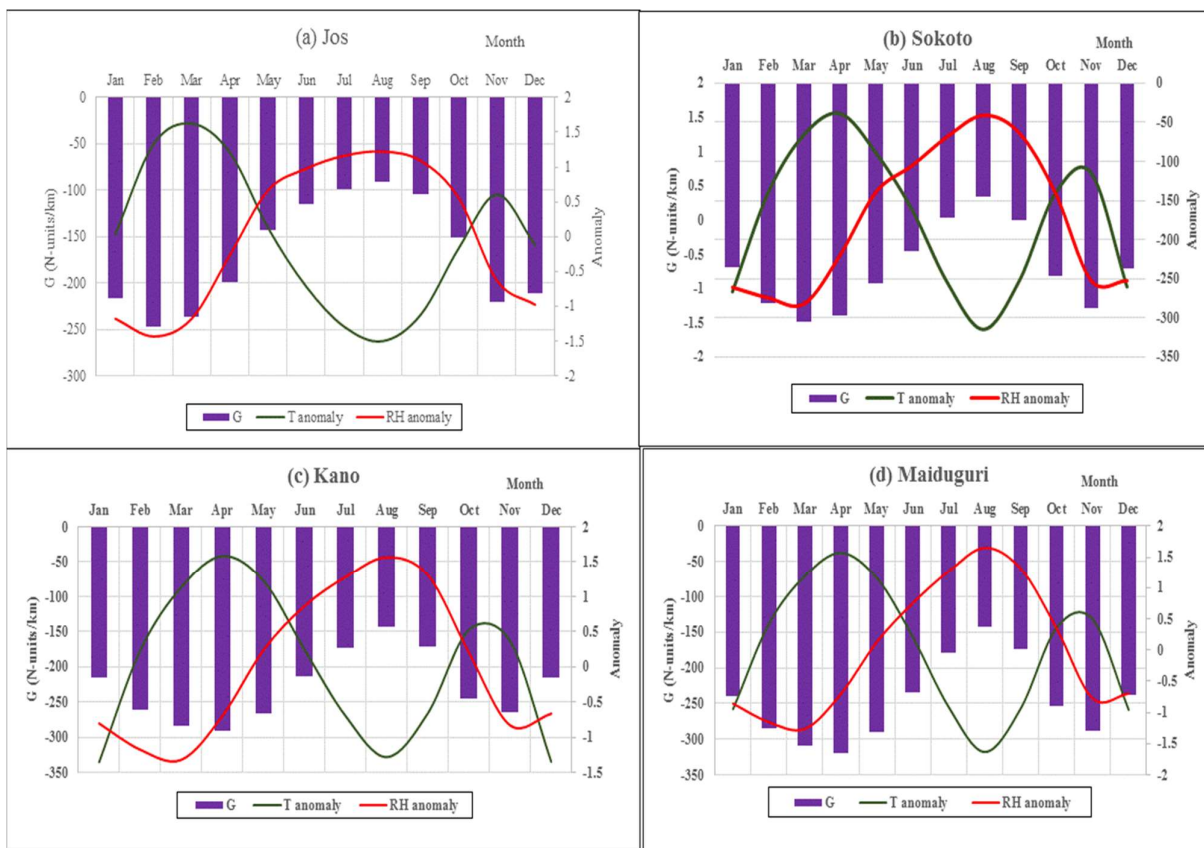 (a) Jos
Month
Jan Feb Mar Apr May Jun Jul Aug Sep Oct Nov Dec
0
-50
-100
-150
-200
-250
-300
G (N-units/km)
2
1.5
1
0.5
0
-0.5
-1
-1.5
-2
Anomaly
G T anomaly RH anomaly
(b) Sokoto
Month
Jan Feb Mar Apr May Jun Jul Aug Sep Oct Nov Dec
2
1.5
1
0.5
0
-0.5
-1
-1.5
-2
G (N-units/km)
0
-50
-100
-150
-200
-250
-300
-350
Anomaly
G T anomaly RH anomaly
(c) Kano
Month
Jan Feb Mar Apr May Jun Jul Aug Sep Oct Nov Dec
0
-50
-100
-150
-200
-250
-300
-350
G (N-units/km)
2
1.5
1
0.5
0
-0.5
-1
-1.5
Anomaly
G T anomaly RH anomaly
(d) Maiduguri
Month
Jan Feb Mar Apr May Jun Jul Aug Sep Oct Nov Dec
0
-50
-100
-150
-200
-250
-300
-350
G (N-units/km)
2
1.5
1
0.5
0
-0.5
-1
-1.5
-2
Anomaly
G T anomaly RH anomaly